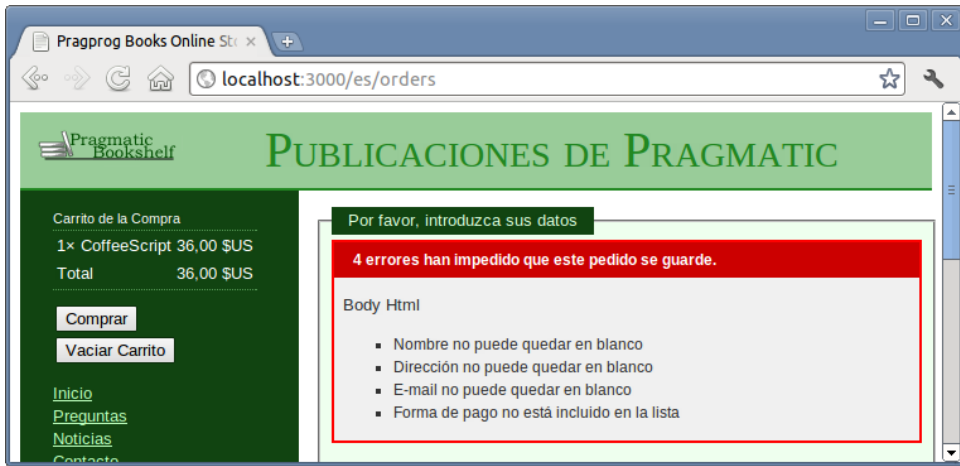 Pragprog Books Online Sto
localhost:3000/es/orders
Pragmatic
Bookshelf
PUBLICACIONES DE PRAGMATIC
Carrito de la Compra
1× CoffeeScript 36,00 $US
Total 36,00 $US
Comprar
Vaciar Carrito
Inicio
Preguntas
Noticias
Contacto
Por favor, introduzca sus datos
4 errores han impedido que este pedido se guarde.
Body Html
Nombre no puede quedar en blanco
Dirección no puede quedar en blanco
E-mail no puede quedar en blanco
Forma de pago no está incluido en la lista